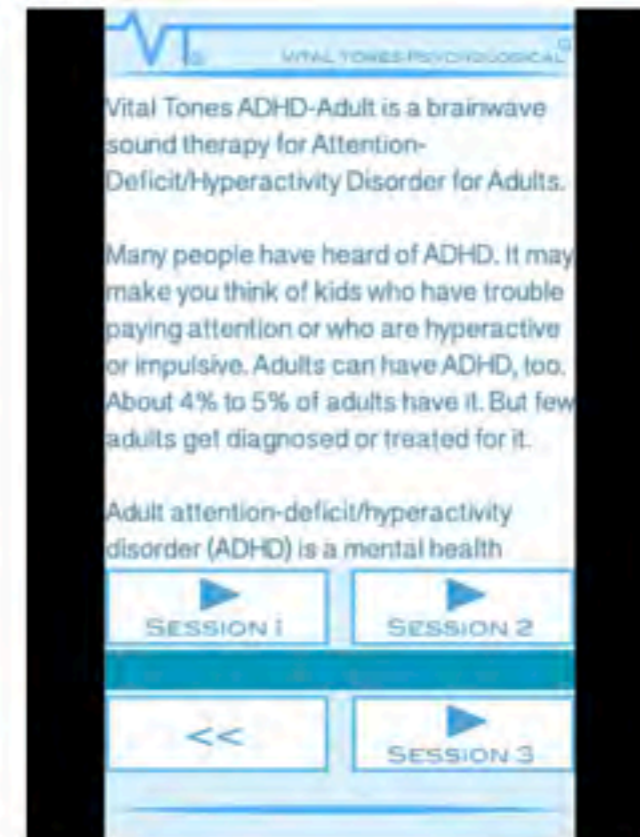 VT®
VITAL TONES PSYCHOLOGICAL
Vital Tones ADHD-Adult is a brainwave
sound therapy for Attention-
Deficit/Hyperactivity Disorder for Adults.
Many people have heard of ADHD. It may
make you think of kids who have trouble
paying attention or who are hyperactive
or impulsive. Adults can have ADHD, too.
About 4% to 5% of adults have it. But few
adults get diagnosed or treated for it.
Adult attention-deficit/hyperactivity
disorder (ADHD) is a mental health
SESSION 1 SESSION 2
<< SESSION 3